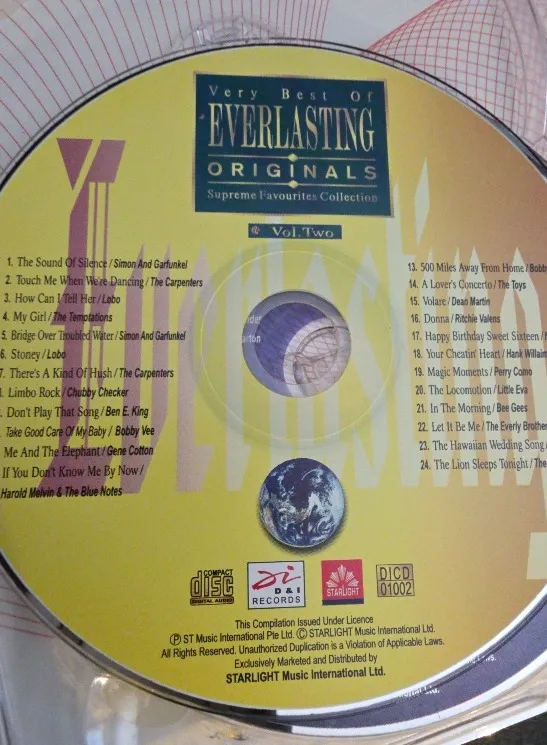 Very Best Of
EVERLASTING
ORIGINALS
Supreme Favourites Collection
Vol. Two
1. The Sound Of Silence / Simon And Garfunkel
2. Touch Me When We're Dancing / The Carpenters
3. How Can I Tell Her / Lobo
4. My Girl / The Temptations
5. Bridge Over Troubled Water / Simon And Garfunkel
6. Stoney / Lobo
7. There's A Kind Of Hush / The Carpenters
Limbo Rock / Chubby Checker
Don't Play That Song / Ben E. King
Take Good Care Of My Baby / Bobby Vee
Me And The Elephant / Gene Cotton
If You Don't Know Me By Now /
Harold Melvin & The Blue Notes
13. 500 Miles Away From Home / Bobb
14. A Lover's Concerto / The Toys
15. Volare / Dean Martin
16. Donna / Ritchie Valens
17. Happy Birthday Sweet Sixteen /
18. Your Cheatin' Heart / Hank Willaim
19. Magic Moments / Perry Como
20. The Locomotion / Little Eva
21. In The Morning / Bee Gees
22. Let It Be Me / The Everly Brother
23. The Hawaiian Wedding Song /
24. The Lion Sleeps Tonight / The
COMPACT
disc
DIGITAL AUDIO
D & I
RECORDS
STARLIGHT
DICD
01002
This Compilation Issued Under Licence
Ⓟ ST Music International Pte Ltd. Ⓒ STARLIGHT Music International Ltd.
All Rights Reserved. Unauthorized Duplication is a Violation of Applicable Laws.
Exclusively Marketed and Distributed by
STARLIGHT Music International Ltd.